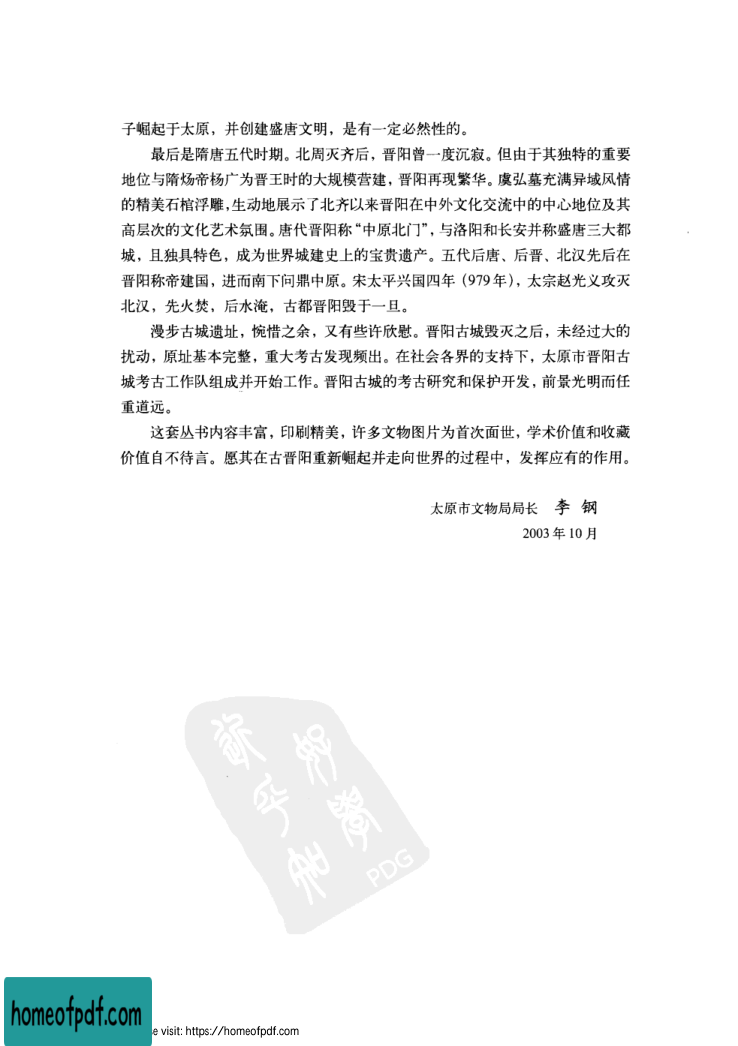 子崛起于太原，并创建盛唐文明，是有一定必然性的。
最后是隋唐五代时期。北周灭齐后，晋阳曾一度沉寂。但由于其独特的重要
地位与隋炀帝杨广为晋王时的大规模营建，晋阳再现繁华。虞弘墓充满异域风情
的精美石棺浮雕，生动地展示了北齐以来晋阳在中外文化交流中的中心地位及其
高层次的文化艺术氛围。唐代晋阳称“中原北门”，与洛阳和长安并称盛唐三大都
城，且独具特色，成为世界城建史上的宝贵遗产。五代后唐、后晋、北汉先后在
晋阳称帝建国，进而南下问鼎中原。宋太平兴国四年（979年），太宗赵光义攻灭
北汉，先火焚，后水淹，古都晋阳毁于一旦。
漫步古城遗址，惋惜之余，又有些许欣慰。晋阳古城毁灭之后，未经过大的
扰动，原址基本完整，重大考古发现频出。在社会各界的支持下，太原市晋阳古
城考古工作队组成并开始工作。晋阳古城的考古研究和保护开发，前景光明而任
重道远。
这套丛书内容丰富，印刷精美，许多文物图片为首次面世，学术价值和收藏
价值自不待言。愿其在古晋阳重新崛起并走向世界的过程中，发挥应有的作用。
太原市文物局局长 李钢
2003年10月
好学
近乎知
PDG
homeofpdf.com
e visit: https://homeofpdf.com